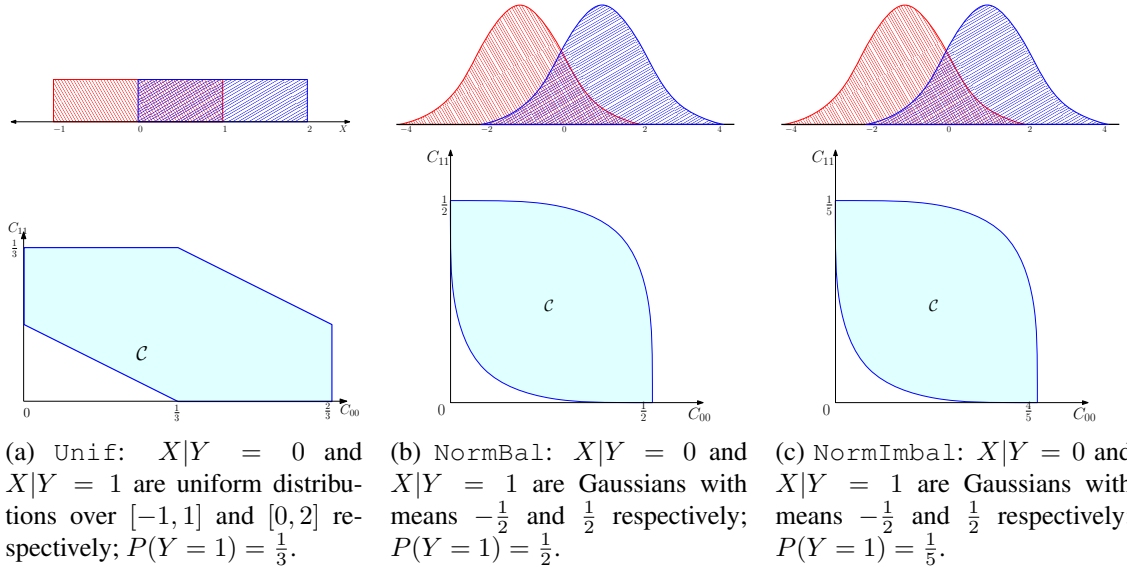 −1 0 1 2 X
−4 −2 0 2 4
−4 −2 0 2 4
C₁₁
1/3
𝒞
0 1/3 2/3 C₀₀
C₁₁
1/2
𝒞
0 1/2 C₀₀
C₁₁
1/5
𝒞
0 4/5 C₀₀
(a) Unif: X|Y = 0 and
X|Y = 1 are uniform distribu-
tions over [−1, 1] and [0, 2] re-
spectively; P(Y = 1) = 1/3.
(b) NormBal: X|Y = 0 and
X|Y = 1 are Gaussians with
means −1/2 and 1/2 respectively;
P(Y = 1) = 1/2.
(c) NormImbal: X|Y = 0 and
X|Y = 1 are Gaussians with
means −1/2 and 1/2 respectively
P(Y = 1) = 1/5.